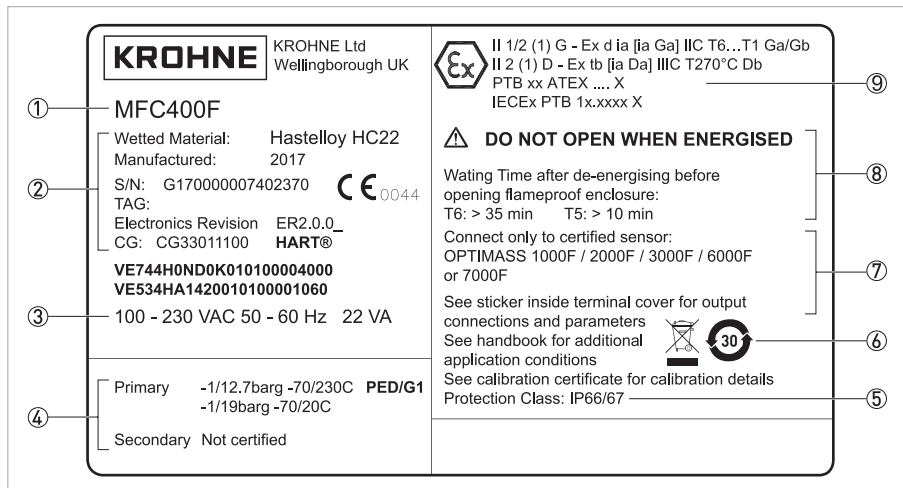 KROHNE
KROHNE Ltd
Wellingborough UK
① MFC400F
Wetted Material: Hastelloy HC22
Manufactured: 2017
② S/N: G170000007402370
CE 0044
TAG:
Electronics Revision ER2.0.0_
CG: CG33011100 HART®
VE744H0ND0K010100004000
VE534HA1420010100001060
③ 100 - 230 VAC 50 - 60 Hz 22 VA
④ Primary -1/12.7barg -70/230C PED/G1
-1/19barg -70/20C
Secondary Not certified
Ex
II 1/2 (1) G - Ex d ia [ia Ga] IIC T6...T1 Ga/Gb
II 2 (1) D - Ex tb [ia Da] IIIC T270°C Db
PTB xx ATEX .... X
IECEx PTB 1x.xxxx X
⑨
DO NOT OPEN WHEN ENERGISED
Wating Time after de-energising before
opening flameproof enclosure:
T6: > 35 min T5: > 10 min
⑧
Connect only to certified sensor:
OPTIMASS 1000F / 2000F / 3000F / 6000F
or 7000F
⑦
See sticker inside terminal cover for output
connections and parameters
See handbook for additional
application conditions
30
⑥
See calibration certificate for calibration details
Protection Class: IP66/67 ⑤